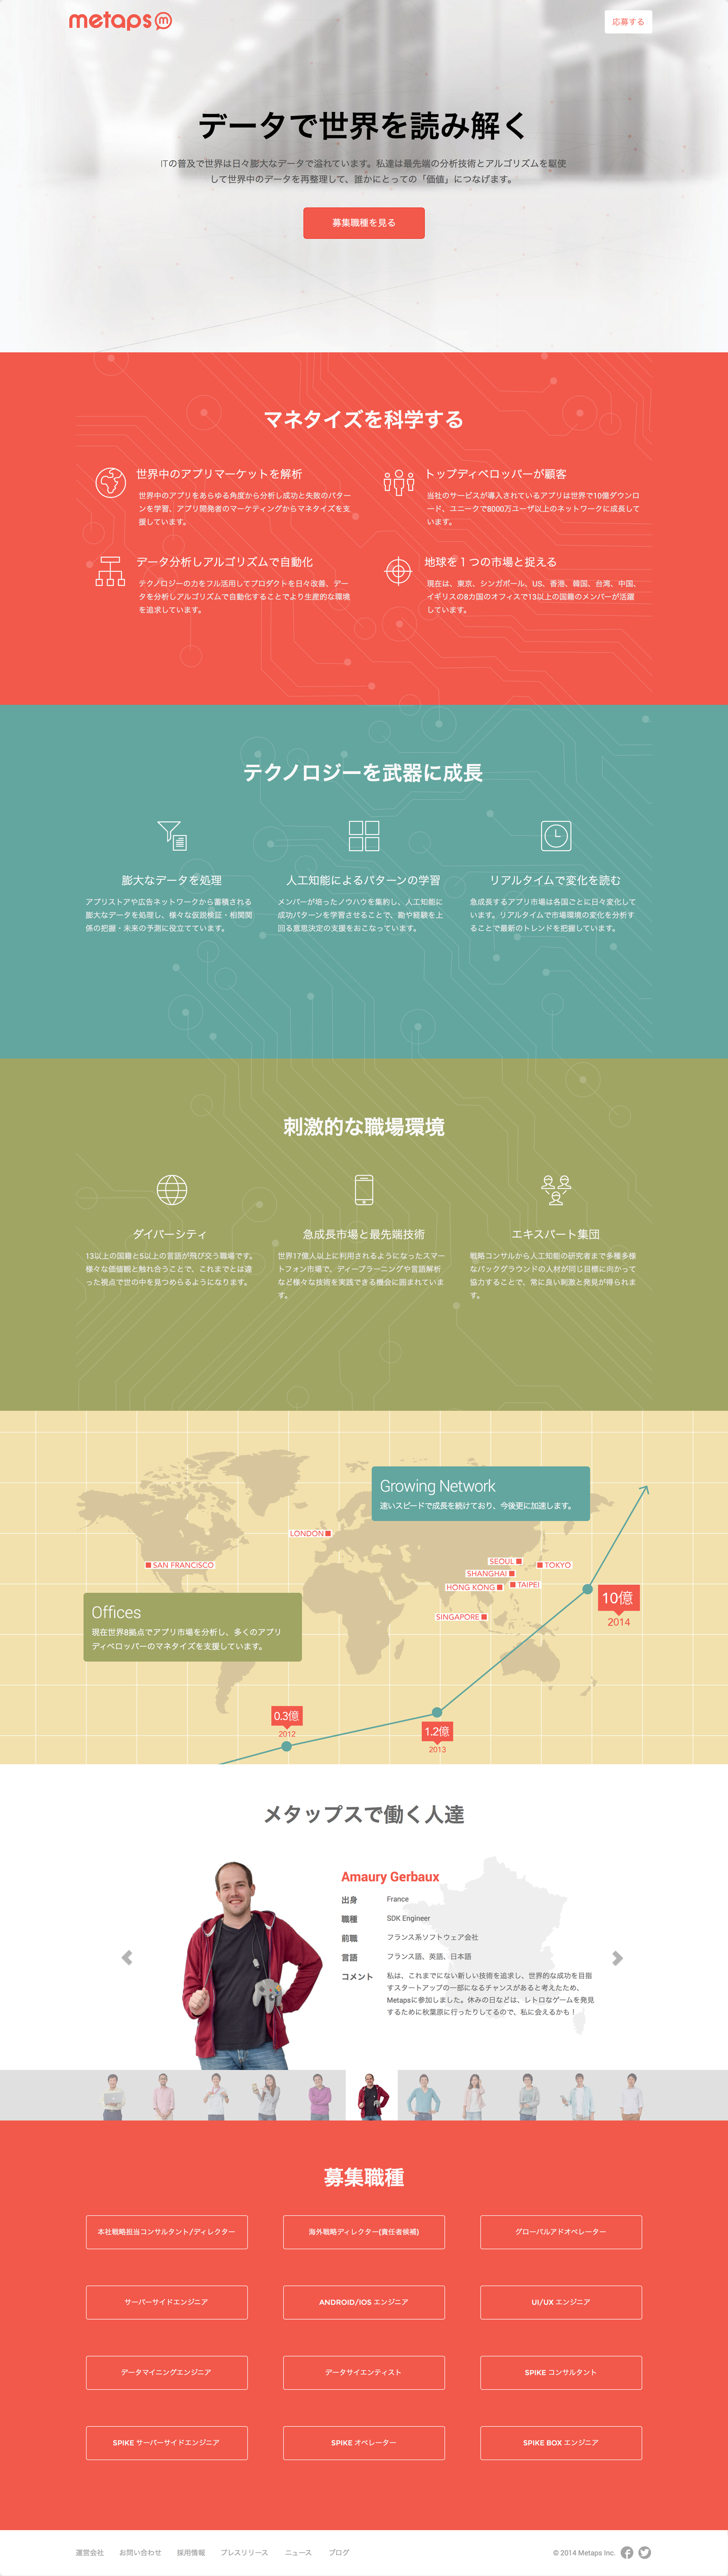 metaps
応募する
データで世界を読み解く
ITの普及で世界は日々膨大なデータで溢れています。私達は最先端の分析技術とアルゴリズムを駆使
して世界中のデータを再整理して、誰かにとっての「価値」につなげます。
募集職種を見る
マネタイズを科学する
世界中のアプリマーケットを解析
世界中のアプリをあらゆる角度から分析し成功と失敗のパター
ンを学習、アプリ開発者のマーケティングからマネタイズを支
援しています。
トップディベロッパーが顧客
当社のサービスが導入されているアプリは世界で10億ダウンロ
ード、ユニークで8000万ユーザ以上のネットワークに成長して
います。
データ分析しアルゴリズムで自動化
テクノロジーの力をフル活用してプロダクトを日々改善、デー
タを分析しアルゴリズムで自動化することでより生産的な環境
を追求しています。
地球を１つの市場と捉える
現在は、東京、シンガポール、US、香港、韓国、台湾、中国、
イギリスの8カ国のオフィスで13以上の国籍のメンバーが活躍
しています。
テクノロジーを武器に成長
膨大なデータを処理
アプリストアや広告ネットワークから蓄積される
膨大なデータを処理し、様々な仮説検証・相関関
係の把握・未来の予測に役立てています。
人工知能によるパターンの学習
メンバーが培ったノウハウを集約し、人工知能に
成功パターンを学習させることで、勘や経験を上
回る意思決定の支援をおこなっています。
リアルタイムで変化を読む
急成長するアプリ市場は各国ごとに日々変化して
います。リアルタイムで市場環境の変化を分析す
ることで最新のトレンドを把握しています。
刺激的な職場環境
ダイバーシティ
13以上の国籍と5以上の言語が飛び交う職場です。
様々な価値観と触れ合うことで、これまでとは違
った視点で世の中を見つめらるようになります。
急成長市場と最先端技術
世界17億人以上に利用されるようになったスマー
トフォン市場で、ディープラーニングや言語解析
など様々な技術を実践できる機会に囲まれていま
す。
エキスパート集団
戦略コンサルから人工知能の研究者まで多種多様
なバックグラウンドの人材が同じ目標に向かって
協力することで、常に良い刺激と発見が得られま
す。
Growing Network
速いスピードで成長を続けており、今後更に加速します。
LONDON
SAN FRANCISCO
SEOUL
TOKYO
SHANGHAI
HONG KONG
TAIPEI
SINGAPORE
Offices
現在世界8拠点でアプリ市場を分析し、多くのアプリ
ディベロッパーのマネタイズを支援しています。
10億
2014
0.3億
2012
1.2億
2013
メタップスで働く人達
Amaury Gerbaux
出身 France
職種 SDK Engineer
前職 フランス系ソフトウェア会社
言語 フランス語、英語、日本語
コメント 私は、これまでにない新しい技術を追求し、世界的な成功を目指
すスタートアップの一部になるチャンスがあると考えたため、
Metapsに参加しました。休みの日などは、レトロなゲームを発見
するために秋葉原に行ったりしてるので、私に会えるかも！
募集職種
本社戦略担当コンサルタント/ディレクター
海外戦略ディレクター(責任者候補)
グローバルアドオペレーター
サーバーサイドエンジニア
ANDROID/iOS エンジニア
UI/UX エンジニア
データマイニングエンジニア
データサイエンティスト
SPIKE コンサルタント
SPIKE サーバーサイドエンジニア
SPIKE オペレーター
SPIKE BOX エンジニア
運営会社 お問い合わせ 採用情報 プレスリリース ニュース ブログ
© 2014 Metaps Inc.